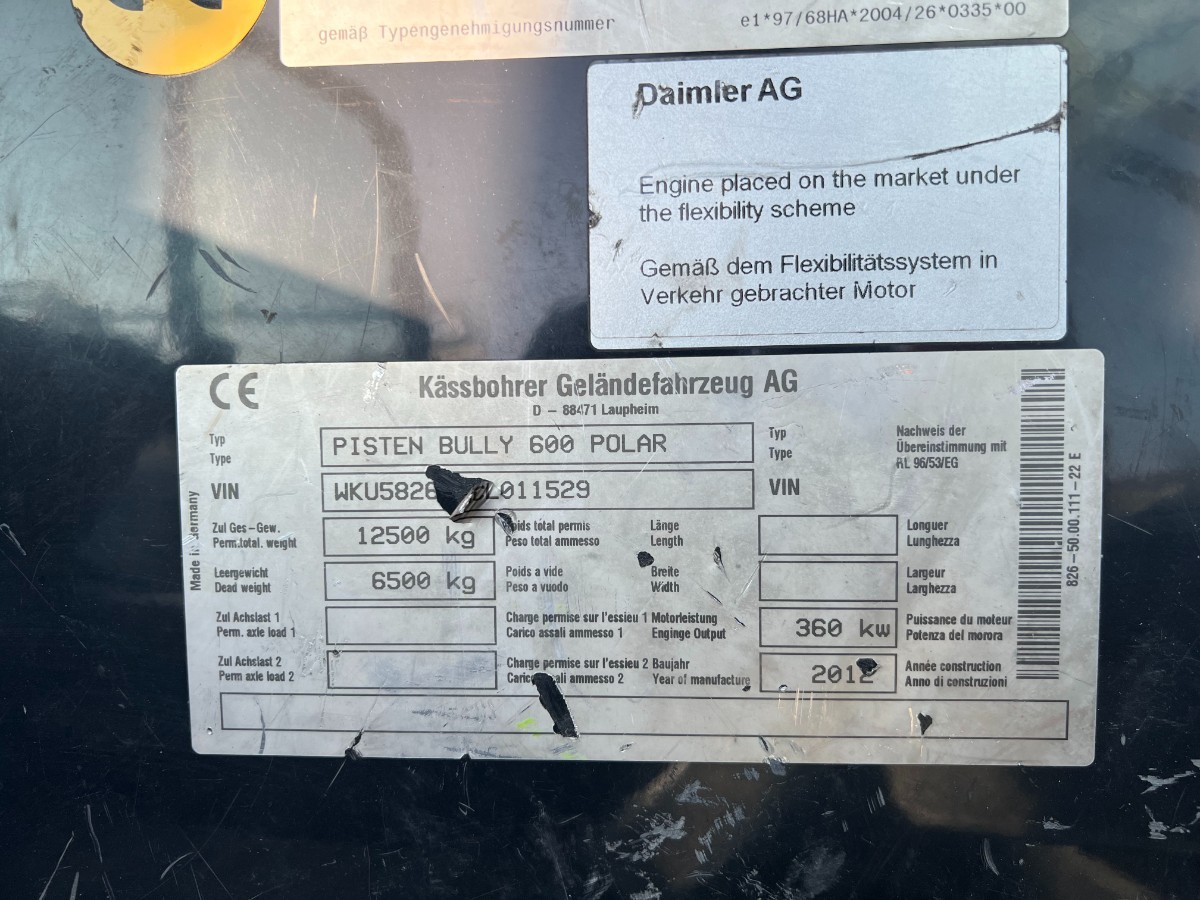 gemäß Typengenehmigungsnummer e1*97/68HA*2004/26*0335*00
Daimler AG
Engine placed on the market under
the flexibility scheme
Gemäß dem Flexibilitätssystem in
Verkehr gebrachter Motor
CE Kässbohrer Geländefahrzeug AG
D – 88471 Laupheim
Typ
Type
PISTEN BULLY 600 POLAR
Typ
Type
Nachweis der
Übereinstimmung mit
RL 96/53/EG
VIN
VIN
Made in Germany
Zul Ges–Gew.
Perm.total. weight
12500 kg
Poids total permis
Peso total ammesso
Länge
Length
Longuer
Lunghezza
Leergewicht
Dead weight
6500 kg
Poids a vide
Peso a vuodo
Breite
Width
Largeur
Larghezza
Zul Achslast 1
Perm. axle load 1
Charge permise sur l'essieu 1
Carico assali ammesso 1
Motorleistung
Enginge Output
360 kw
Puissance du moteur
Potenza del morora
Zul Achslast 2
Perm axle load 2
Charge permise sur l'essieu 2
Carico assali ammesso 2
Baujahr
Year of manufacture
2012
Année construction
Anno di construzioni
826–50.00.111–22 E